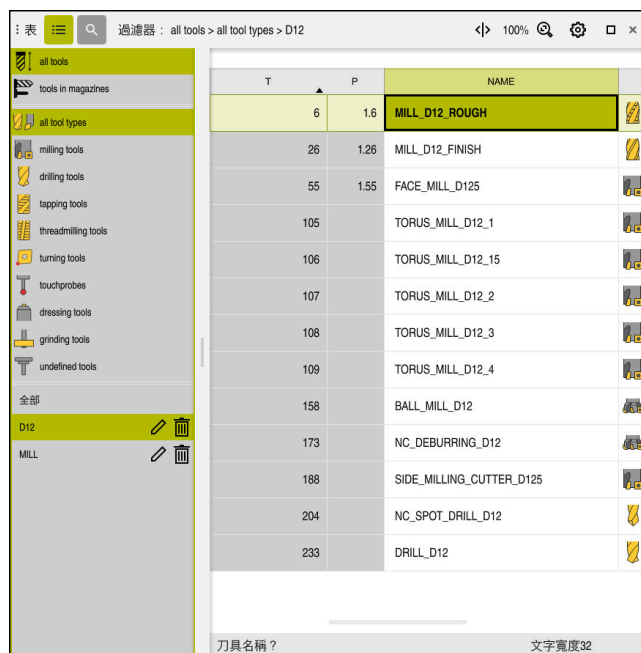 表 過濾器： all tools > all tool types > D12 100%
all tools
tools in magazines
all tool types
milling tools
drilling tools
tapping tools
threadmilling tools
turning tools
touchprobes
dressing tools
grinding tools
undefined tools
全部
D12
MILL
T P NAME
6 1.6 MILL_D12_ROUGH
26 1.26 MILL_D12_FINISH
55 1.55 FACE_MILL_D125
105 TORUS_MILL_D12_1
106 TORUS_MILL_D12_15
107 TORUS_MILL_D12_2
108 TORUS_MILL_D12_3
109 TORUS_MILL_D12_4
158 BALL_MILL_D12
173 NC_DEBURRING_D12
188 SIDE_MILLING_CUTTER_D125
204 NC_SPOT_DRILL_D12
233 DRILL_D12
刀具名稱？ 文字寬度32